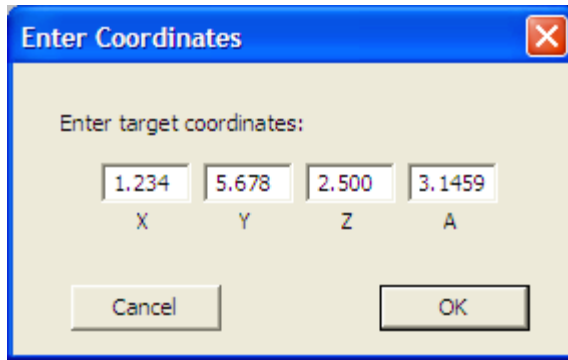 Enter Coordinates
Enter target coordinates:
1.234 5.678 2.500 3.1459
X Y Z A
Cancel OK